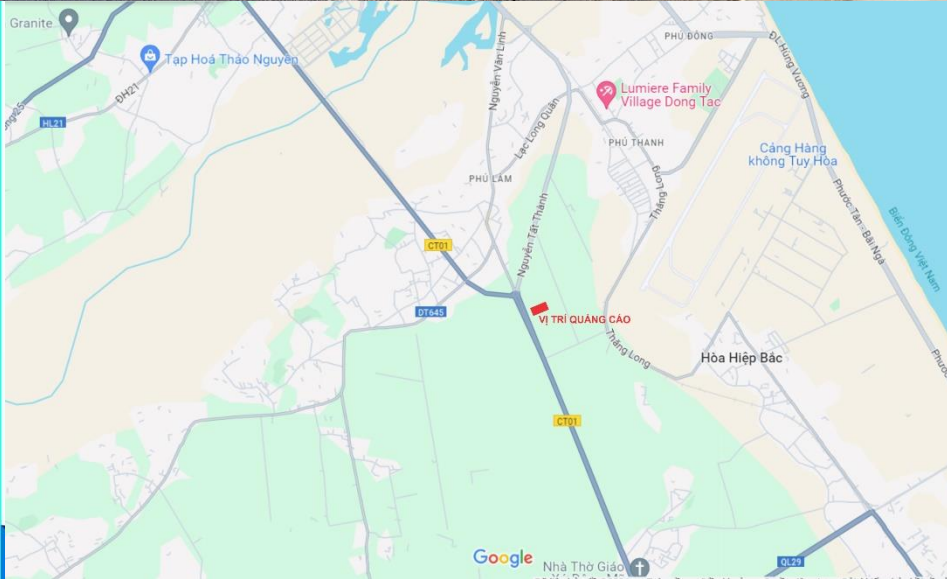 Granite
Tạp Hoá Thảo Nguyên
ĐH21
HL21
Nguyễn Văn Linh
Lạc Long Quân
PHÚ ĐÔNG
ĐL Hùng Vương
Lumiere Family
Village Dong Tac
PHÚ THẠNH
Cảng Hàng
không Tuy Hòa
PHÚ LÂM
Thăng Long
Nguyễn Tất Thành
Phước Tân - Bãi Ngà
Biển Đông Việt Nam
CT01
DT645
VỊ TRÍ QUẢNG CÁO
Thăng Long
Hòa Hiệp Bắc
Phước
CT01
Google
Nhà Thờ Giáo
QL29